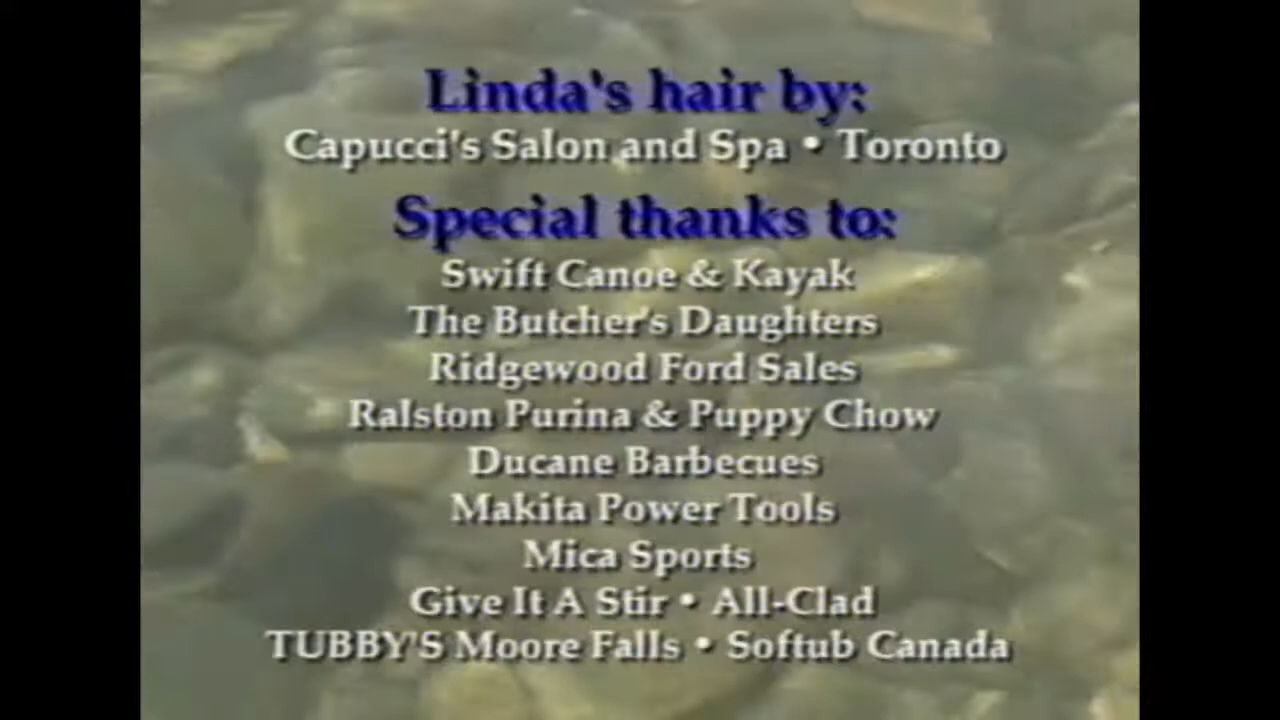 Linda's hair by:
Capucci's Salon and Spa • Toronto
Special thanks to:
Swift Canoe & Kayak
The Butcher's Daughters
Ridgewood Ford Sales
Ralston Purina & Puppy Chow
Ducane Barbecues
Makita Power Tools
Mica Sports
Give It A Stir • All-Clad
TUBBY'S Moore Falls • Softub Canada